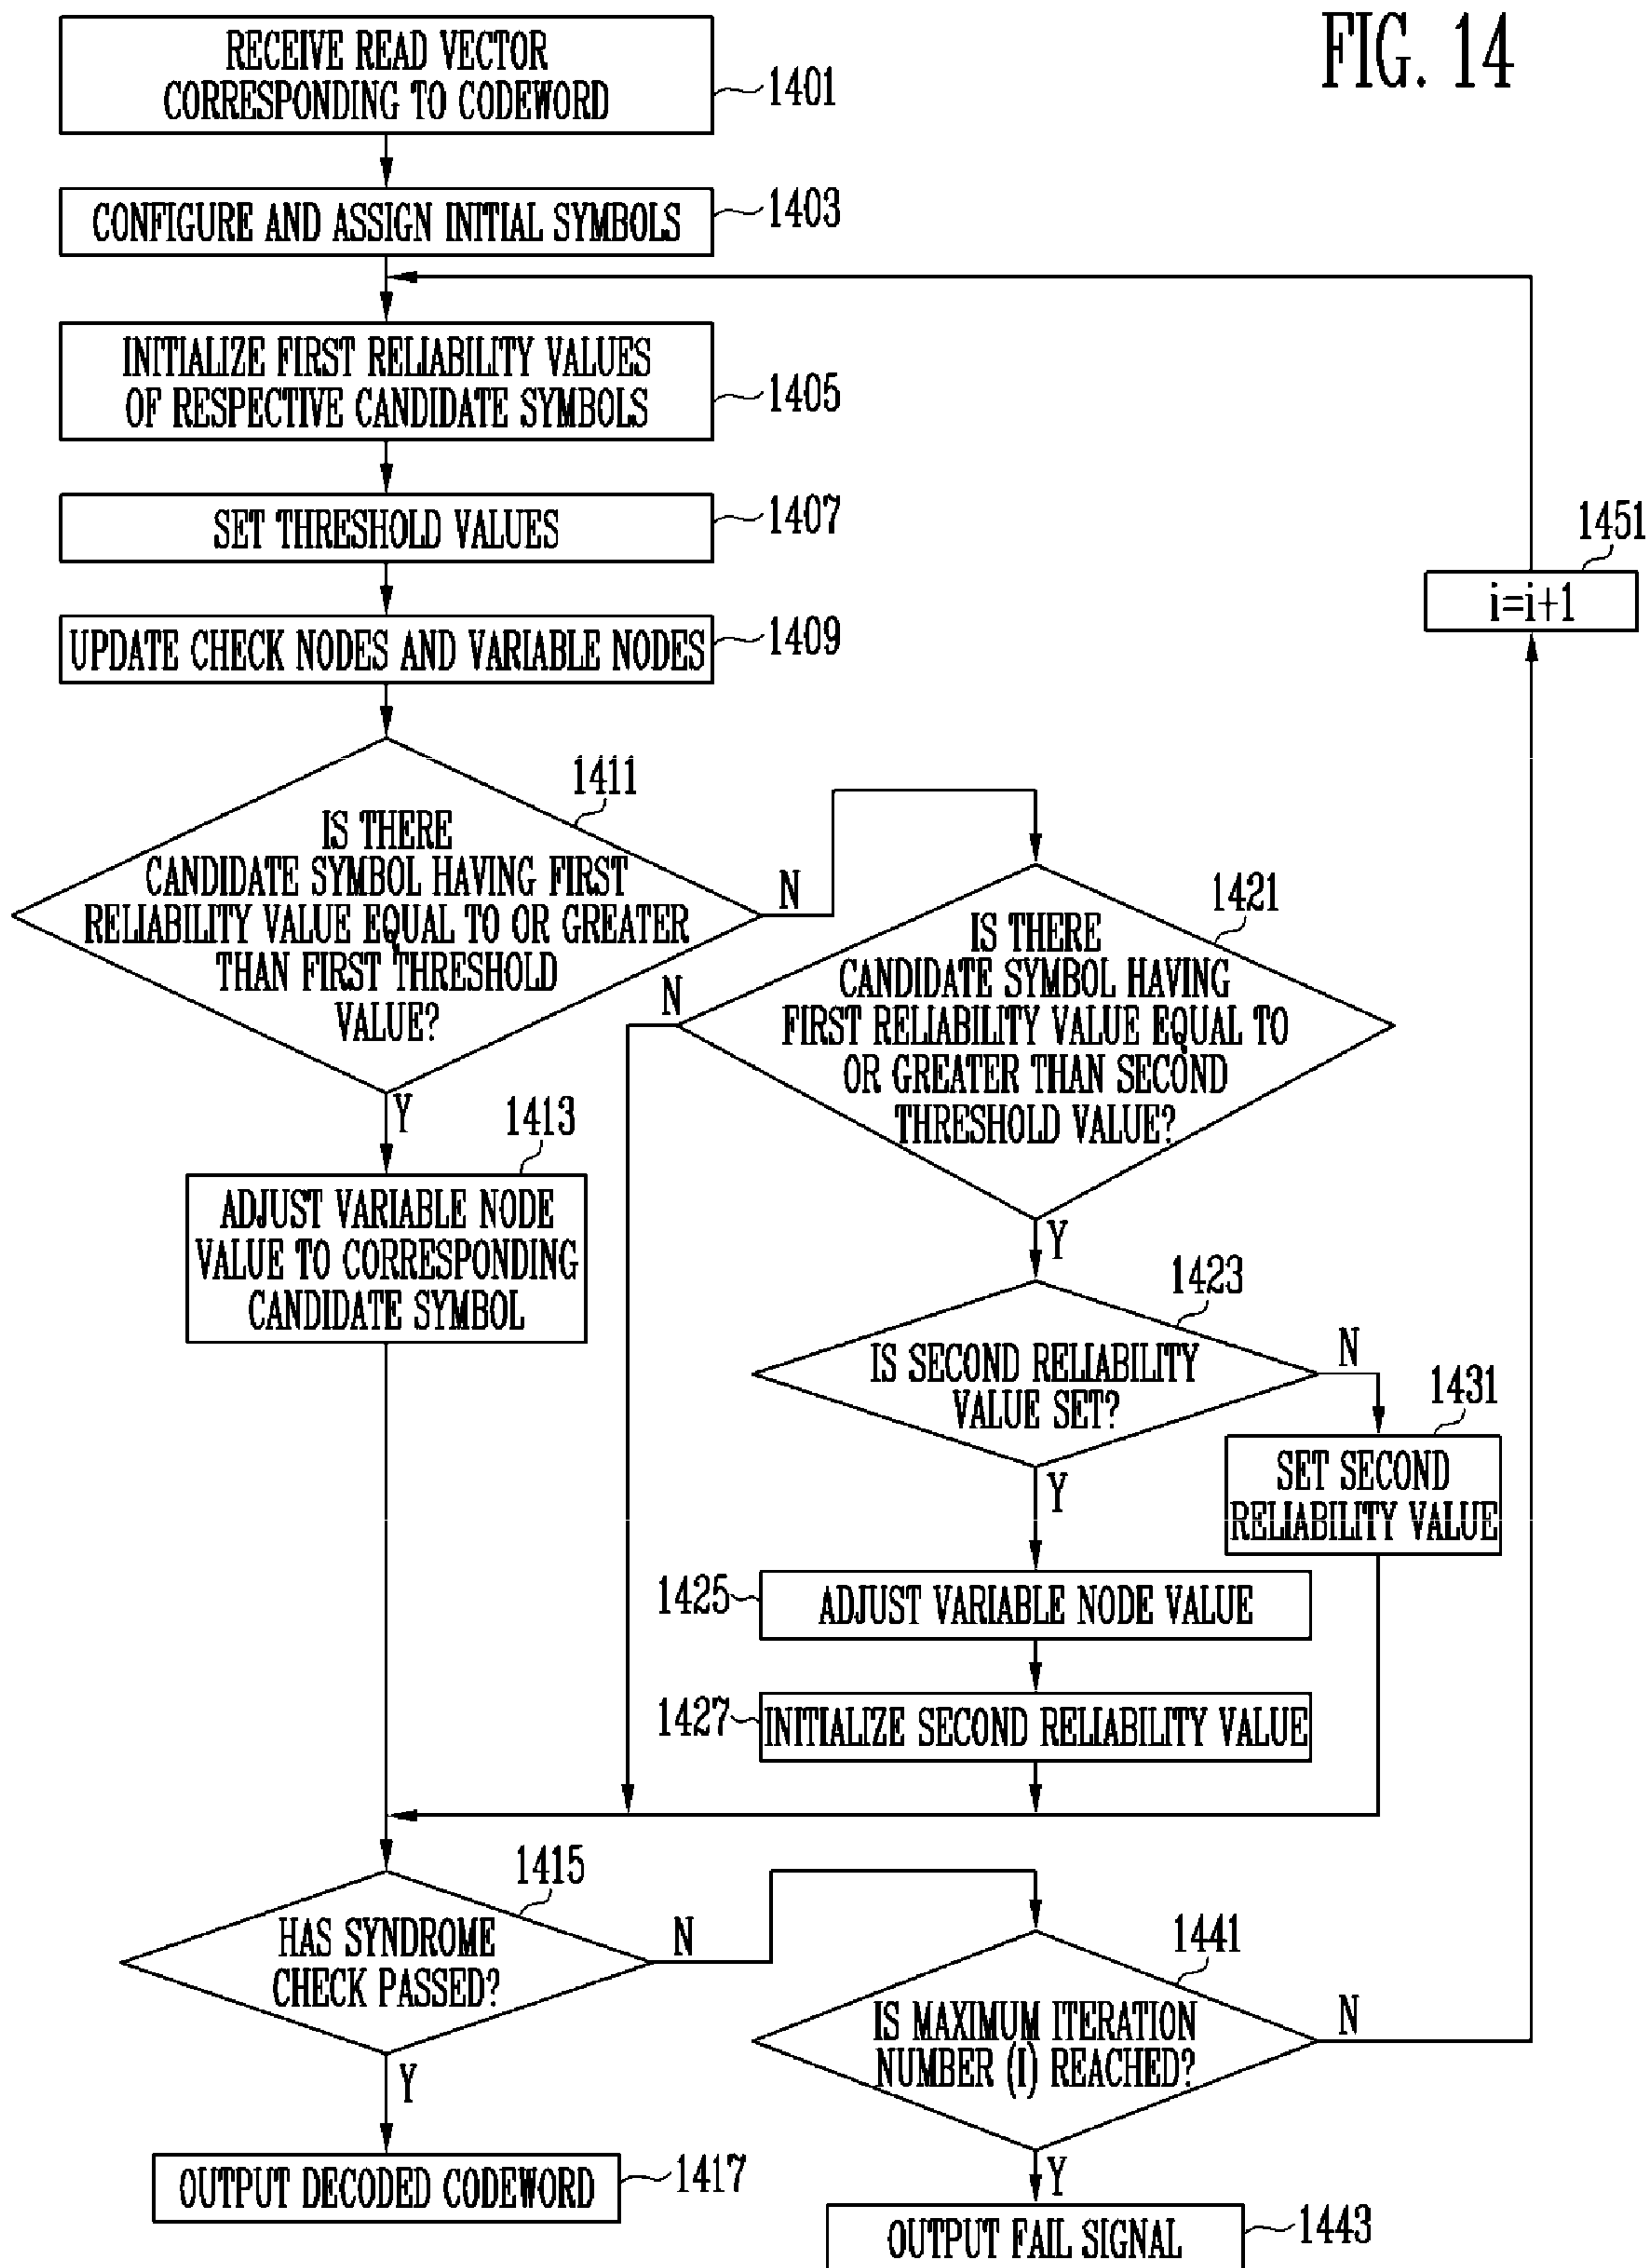 FIG. 14
RECEIVE READ VECTOR
CORRESPONDING TO CODEWORD
1401
CONFIGURE AND ASSIGN INITIAL SYMBOLS
1403
INITIALIZE FIRST RELIABILITY VALUES
OF RESPECTIVE CANDIDATE SYMBOLS
1405
SET THRESHOLD VALUES
1407
1451
i=i+1
UPDATE CHECK NODES AND VARIABLE NODES
1409
1411
IS THERE
CANDIDATE SYMBOL HAVING FIRST
RELIABILITY VALUE EQUAL TO OR GREATER
THAN FIRST THRESHOLD
VALUE?
N
Y
1421
IS THERE
CANDIDATE SYMBOL HAVING
FIRST RELIABILITY VALUE EQUAL TO
OR GREATER THAN SECOND
THRESHOLD VALUE?
N
Y
1413
ADJUST VARIABLE NODE
VALUE TO CORRESPONDING
CANDIDATE SYMBOL
1423
IS SECOND RELIABILITY
VALUE SET?
N
Y
1431
SET SECOND
RELIABILITY VALUE
1425
ADJUST VARIABLE NODE VALUE
1427
INITIALIZE SECOND RELIABILITY VALUE
1415
HAS SYNDROME
CHECK PASSED?
N
Y
1441
IS MAXIMUM ITERATION
NUMBER (I) REACHED?
N
Y
OUTPUT DECODED CODEWORD
1417
OUTPUT FAIL SIGNAL
1443